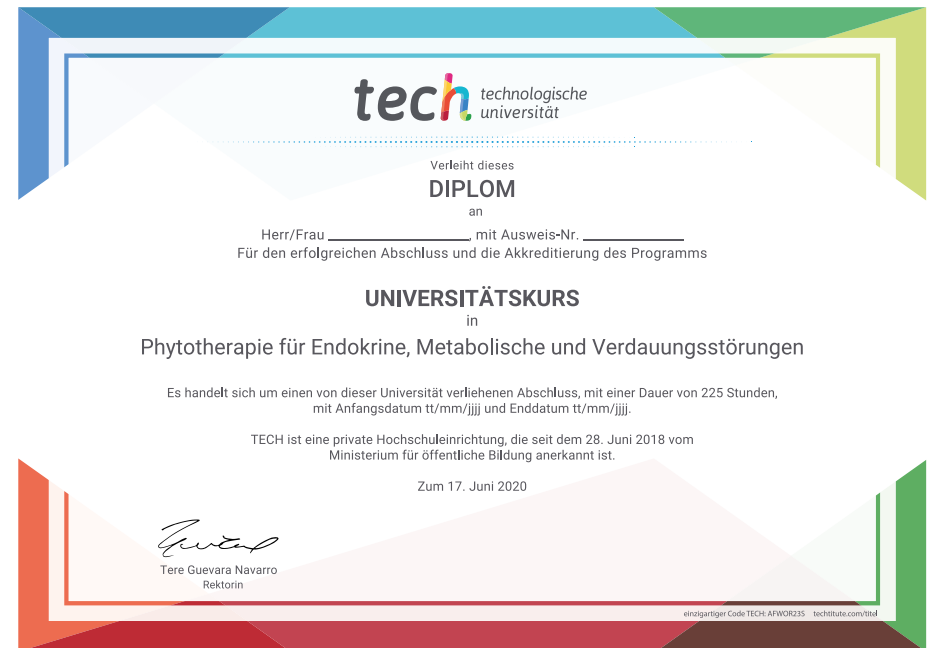 tech technologische
universität
Verleiht dieses
DIPLOM
an
Herr/Frau ____________________, mit Ausweis-Nr. __________________
Für den erfolgreichen Abschluss und die Akkreditierung des Programms
UNIVERSITÄTSKURS
in
Phytotherapie für Endokrine, Metabolische und Verdauungsstörungen
Es handelt sich um einen von dieser Universität verliehenen Abschluss, mit einer Dauer von 225 Stunden,
mit Anfangsdatum tt/mm/jjjj und Enddatum tt/mm/jjjj.
TECH ist eine private Hochschuleinrichtung, die seit dem 28. Juni 2018 vom
Ministerium für öffentliche Bildung anerkannt ist.
Zum 17. Juni 2020
Tere Guevara Navarro
Rektorin
einzigartiger Code TECH: AFWOR23S techtitute.com/titel